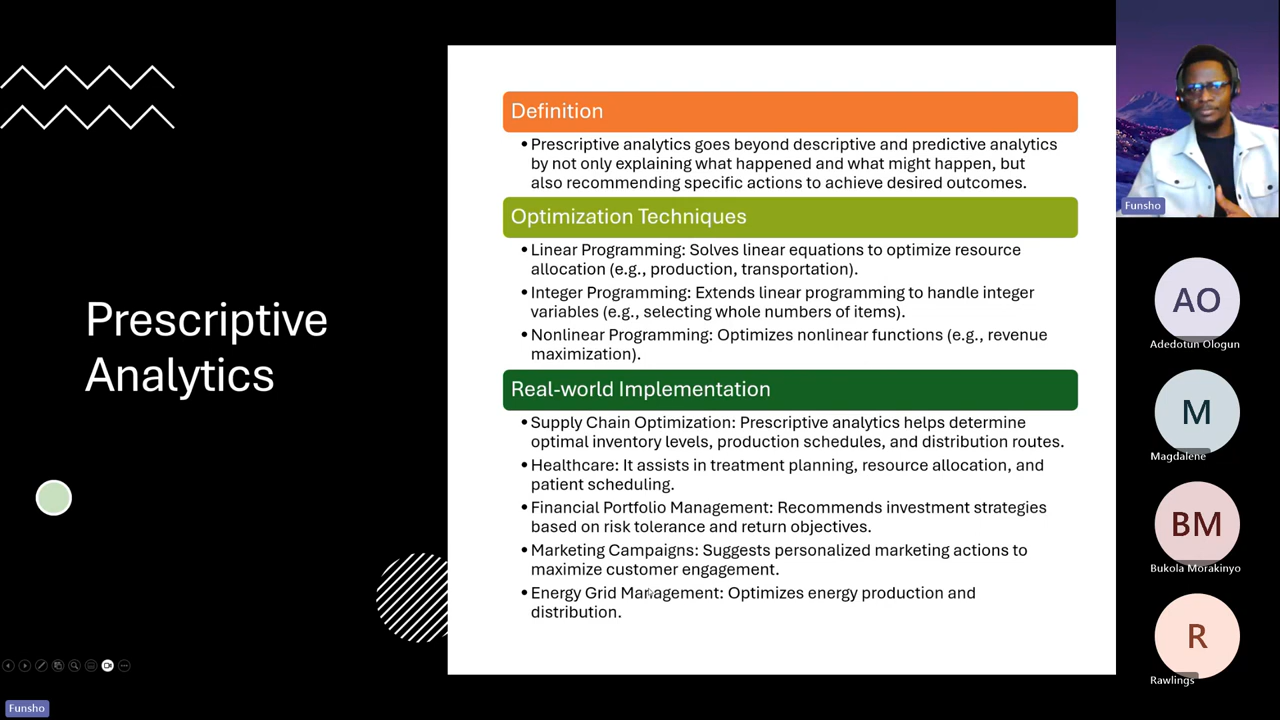 Prescriptive
Analytics
Definition
• Prescriptive analytics goes beyond descriptive and predictive analytics
by not only explaining what happened and what might happen, but
also recommending specific actions to achieve desired outcomes.
Optimization Techniques
• Linear Programming: Solves linear equations to optimize resource
allocation (e.g., production, transportation).
• Integer Programming: Extends linear programming to handle integer
variables (e.g., selecting whole numbers of items).
• Nonlinear Programming: Optimizes nonlinear functions (e.g., revenue
maximization).
Real-world Implementation
• Supply Chain Optimization: Prescriptive analytics helps determine
optimal inventory levels, production schedules, and distribution routes.
• Healthcare: It assists in treatment planning, resource allocation, and
patient scheduling.
• Financial Portfolio Management: Recommends investment strategies
based on risk tolerance and return objectives.
• Marketing Campaigns: Suggests personalized marketing actions to
maximize customer engagement.
• Energy Grid Management: Optimizes energy production and
distribution.
Funsho
AO
Adedotun Ologun
M
Magdalene
BM
Bukola Morakinyo
R
Rawlings
Funsho